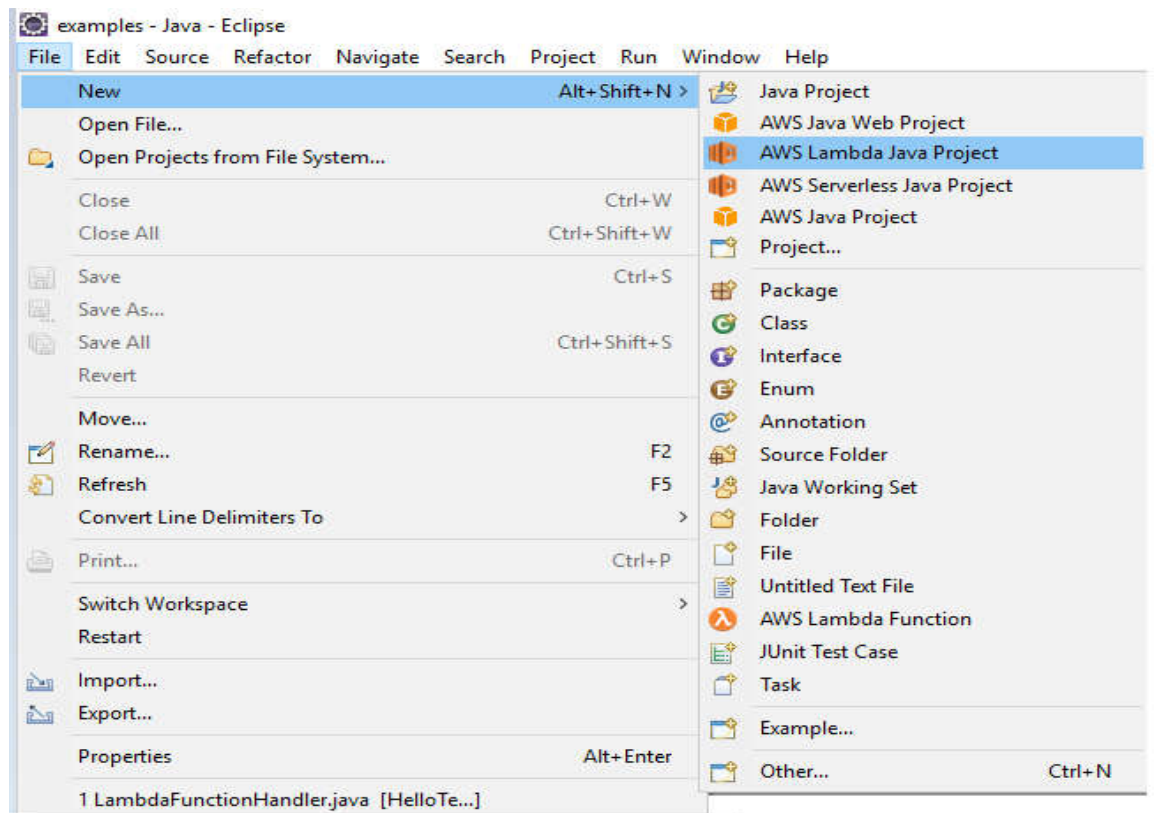 examples - Java - Eclipse
File Edit Source Refactor Navigate Search Project Run Window Help
New Alt+Shift+N >
Open File...
Open Projects from File System...
Close Ctrl+W
Close All Ctrl+Shift+W
Save Ctrl+S
Save As...
Save All Ctrl+Shift+S
Revert
Move...
Rename... F2
Refresh F5
Convert Line Delimiters To >
Print... Ctrl+P
Switch Workspace >
Restart
Import...
Export...
Properties Alt+Enter
1 LambdaFunctionHandler.java [HelloTe...]
Java Project
AWS Java Web Project
AWS Lambda Java Project
AWS Serverless Java Project
AWS Java Project
Project...
Package
Class
Interface
Enum
Annotation
Source Folder
Java Working Set
Folder
File
Untitled Text File
AWS Lambda Function
JUnit Test Case
Task
Example...
Other... Ctrl+N